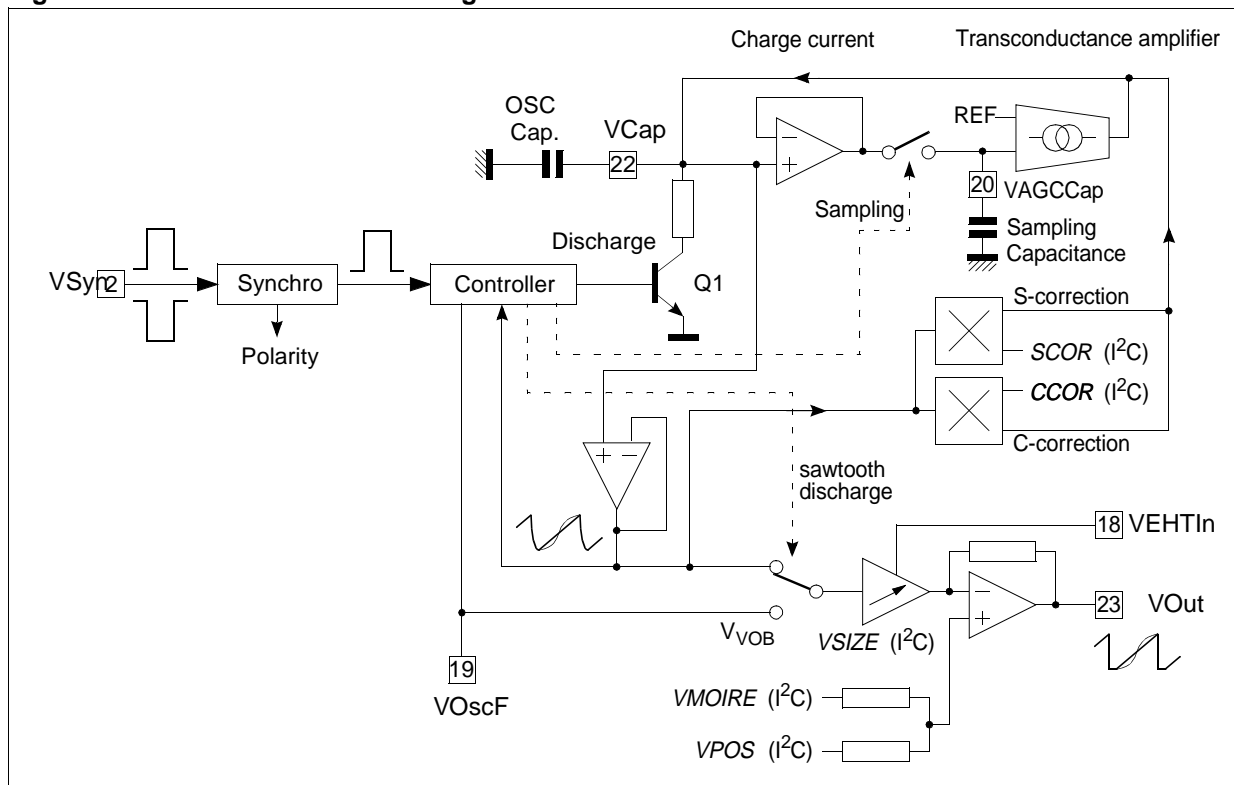 Charge current
Transconductance amplifier
OSC
Cap.
VCap
22
REF
20
VAGCCap
Sampling
Sampling
Capacitance
Discharge
Q1
VSyn
2
Synchro
Controller
Polarity
S-correction
SCOR (I²C)
CCOR (I²C)
C-correction
sawtooth
discharge
18 VEHTIn
23 VOut
V_VOB
VSIZE (I²C)
19
VOscF
VMOIRE (I²C)
VPOS (I²C)